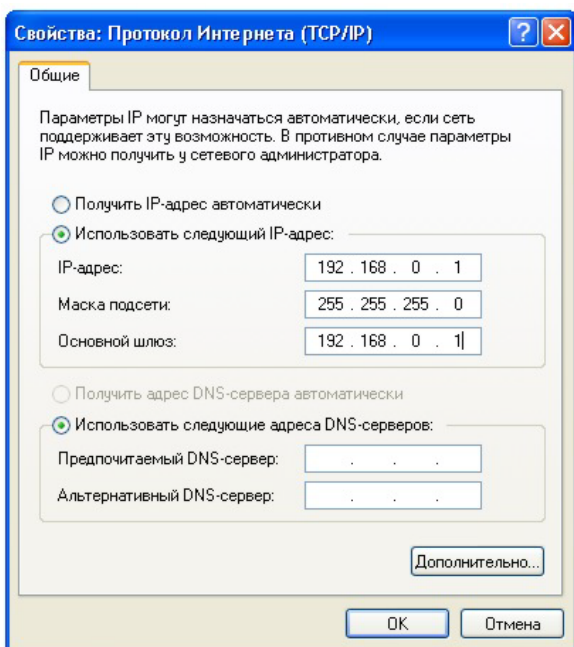 Свойства: Протокол Интернета (TCP/IP)
Общие
Параметры IP могут назначаться автоматически, если сеть
поддерживает эту возможность. В противном случае параметры
IP можно получить у сетевого администратора.
Получить IP-адрес автоматически
Использовать следующий IP-адрес:
IP-адрес: 192 . 168 . 0 . 1
Маска подсети: 255 . 255 . 255 . 0
Основной шлюз: 192 . 168 . 0 . 1
Получить адрес DNS-сервера автоматически
Использовать следующие адреса DNS-серверов:
Предпочитаемый DNS-сервер: . . .
Альтернативный DNS-сервер: . . .
Дополнительно...
OK Отмена